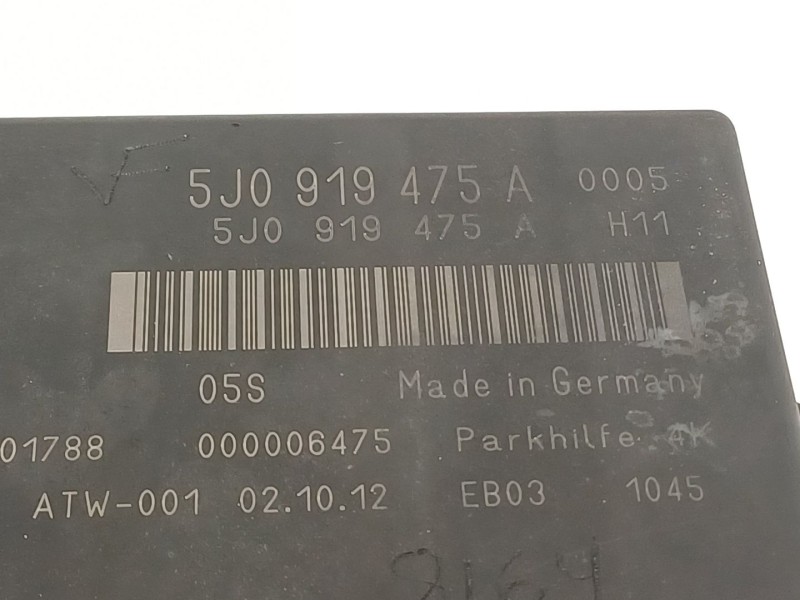 5J0 919 475 A 0005
5J0 919 475 A H11
05S Made in Germany
01788 000006475 Parkhilfe 4K
ATW-001 02.10.12 EB03 1045